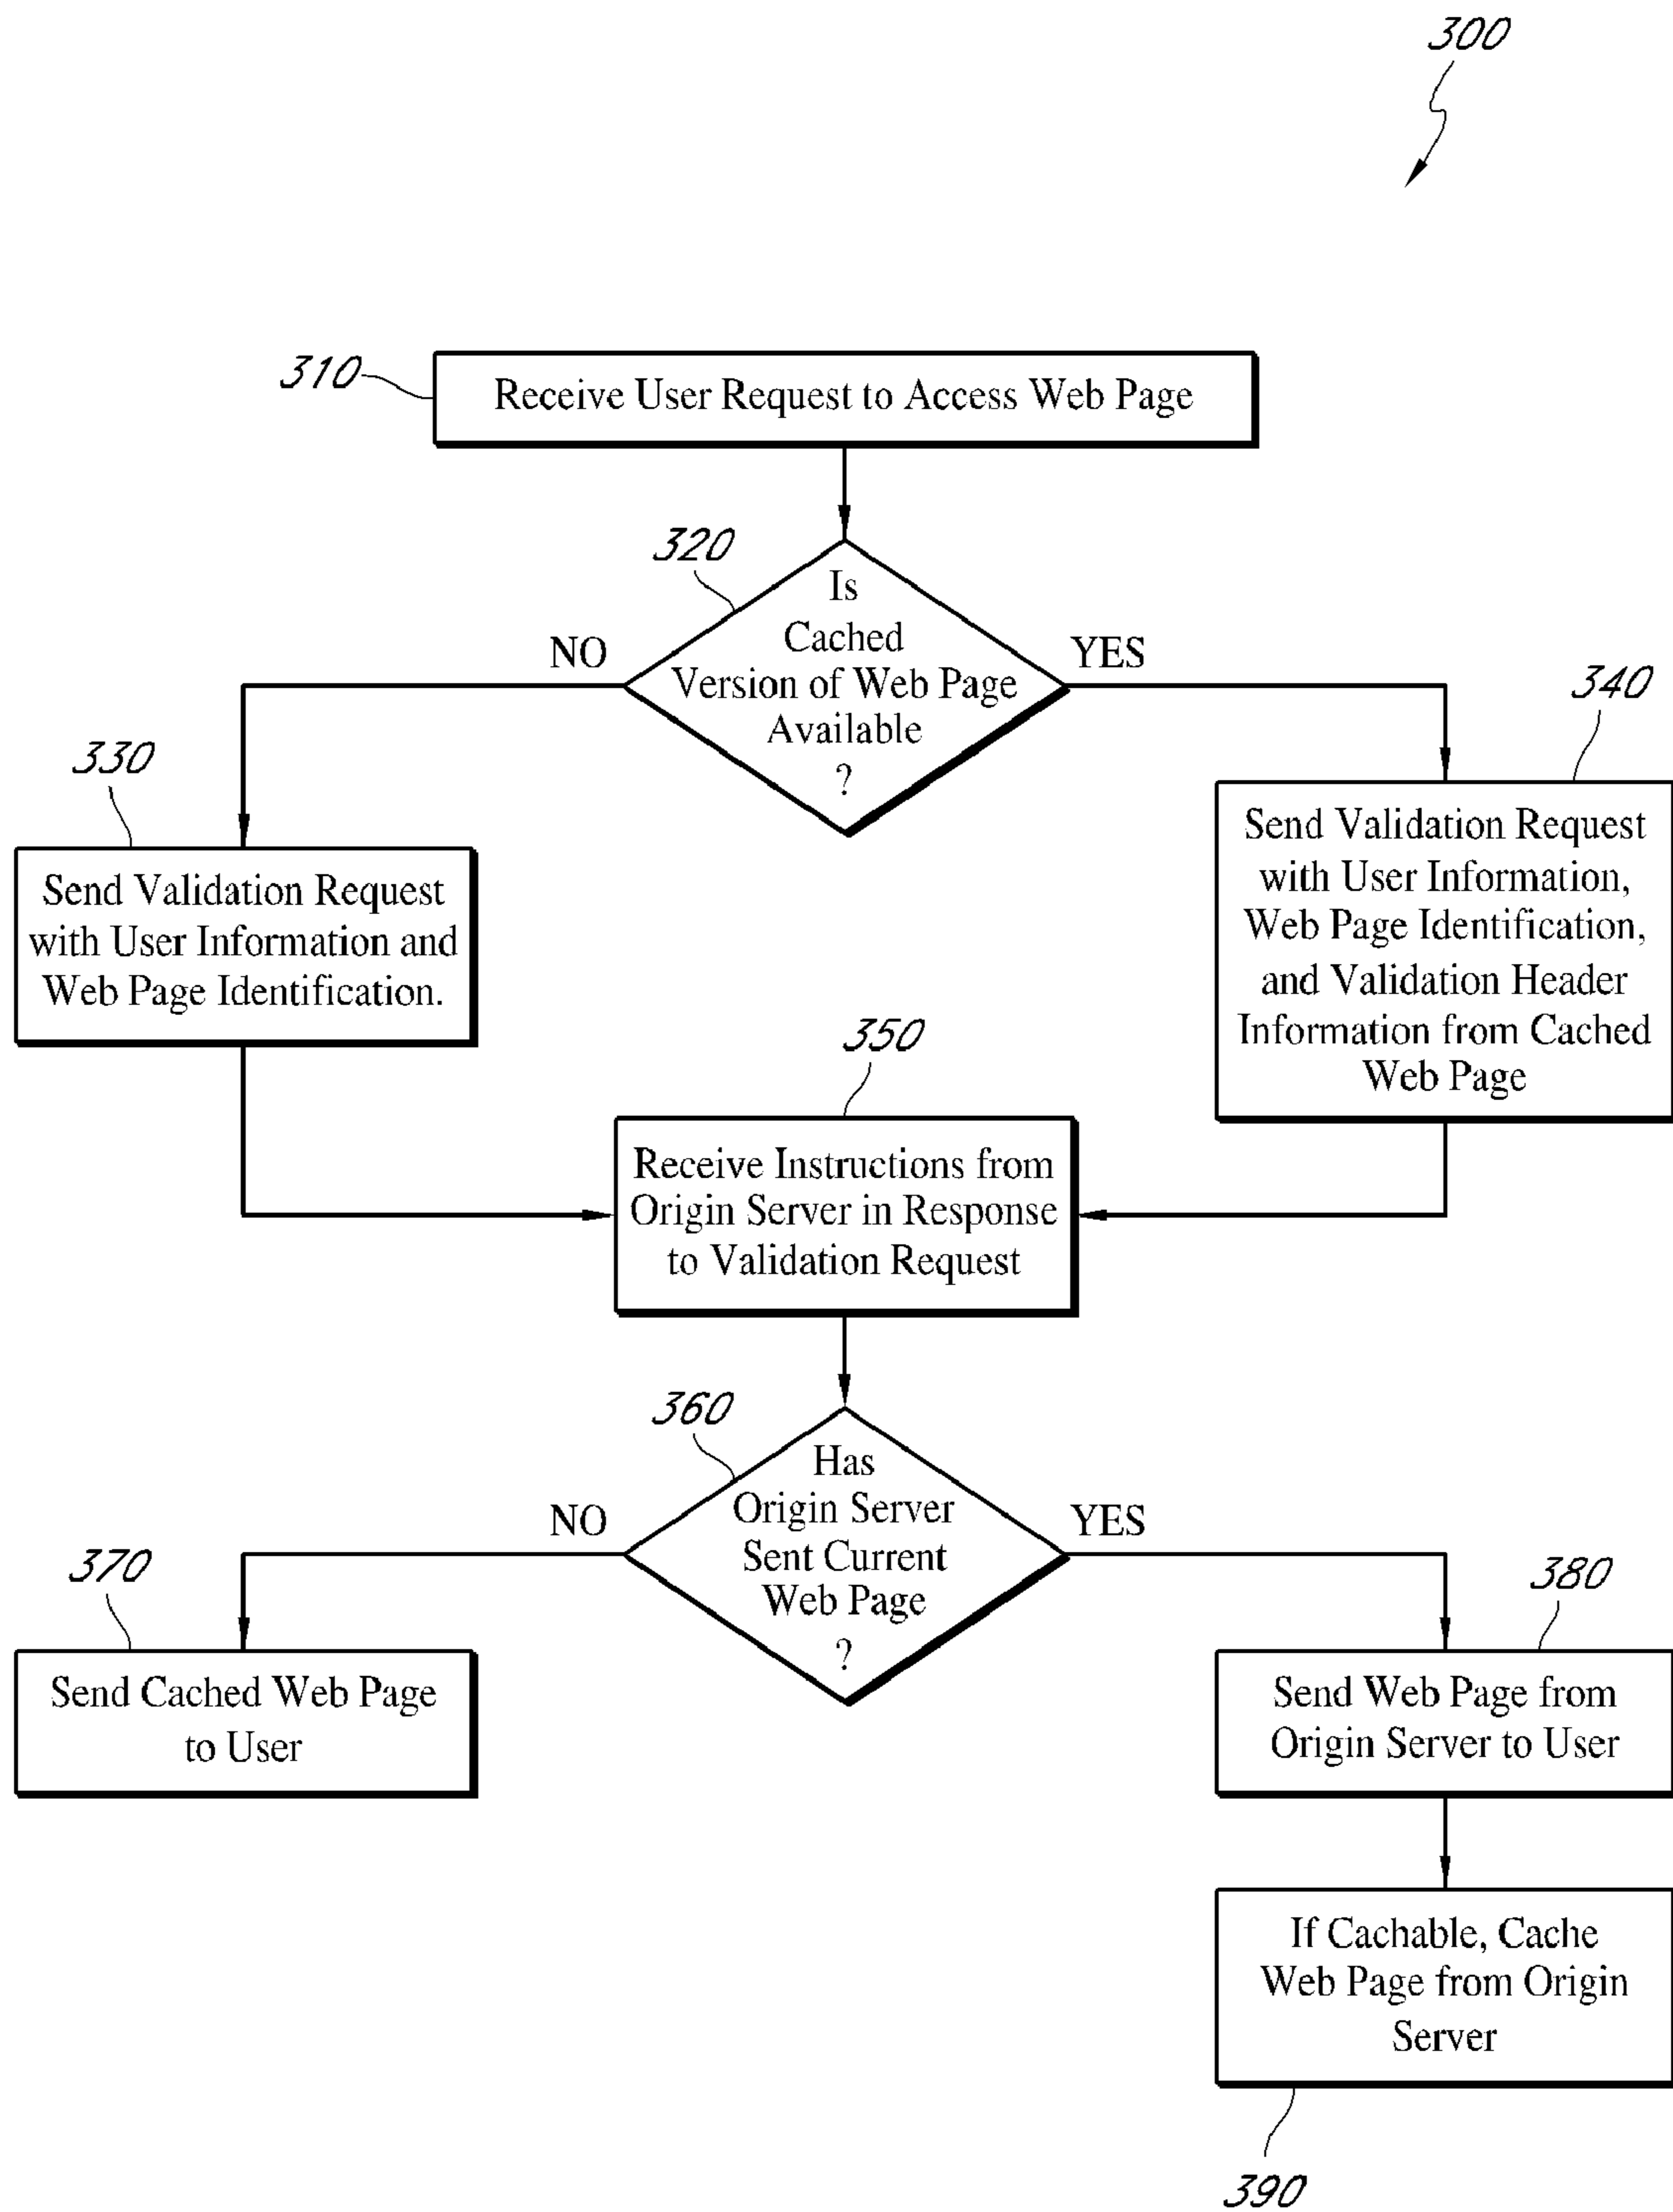 300
310
Receive User Request to Access Web Page
320
Is
Cached
Version of Web Page
Available
?
NO
YES
330
Send Validation Request
with User Information and
Web Page Identification.
340
Send Validation Request
with User Information,
Web Page Identification,
and Validation Header
Information from Cached
Web Page
350
Receive Instructions from
Origin Server in Response
to Validation Request
360
Has
Origin Server
Sent Current
Web Page
?
NO
YES
370
Send Cached Web Page
to User
380
Send Web Page from
Origin Server to User
If Cachable, Cache
Web Page from Origin
Server
390